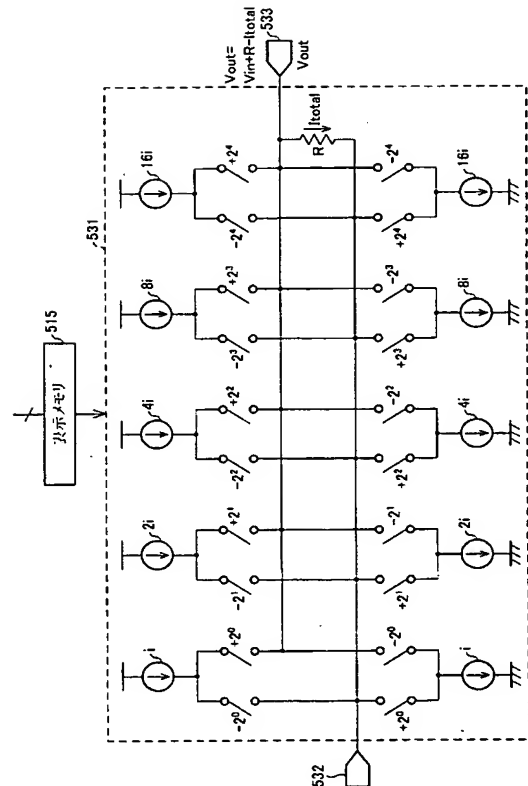 515
表示メモリ
531
i 2i 4i 8i 16i
−2⁰ +2⁰ −2¹ +2¹ −2² +2² −2³ +2³ −2⁴ +2⁴
Vout=
Vin+R−Itotal
533
Vout
R Itotal
+2⁰ −2⁰ +2¹ −2¹ +2² −2² +2³ −2³ +2⁴ −2⁴
i 2i 4i 8i 16i
532